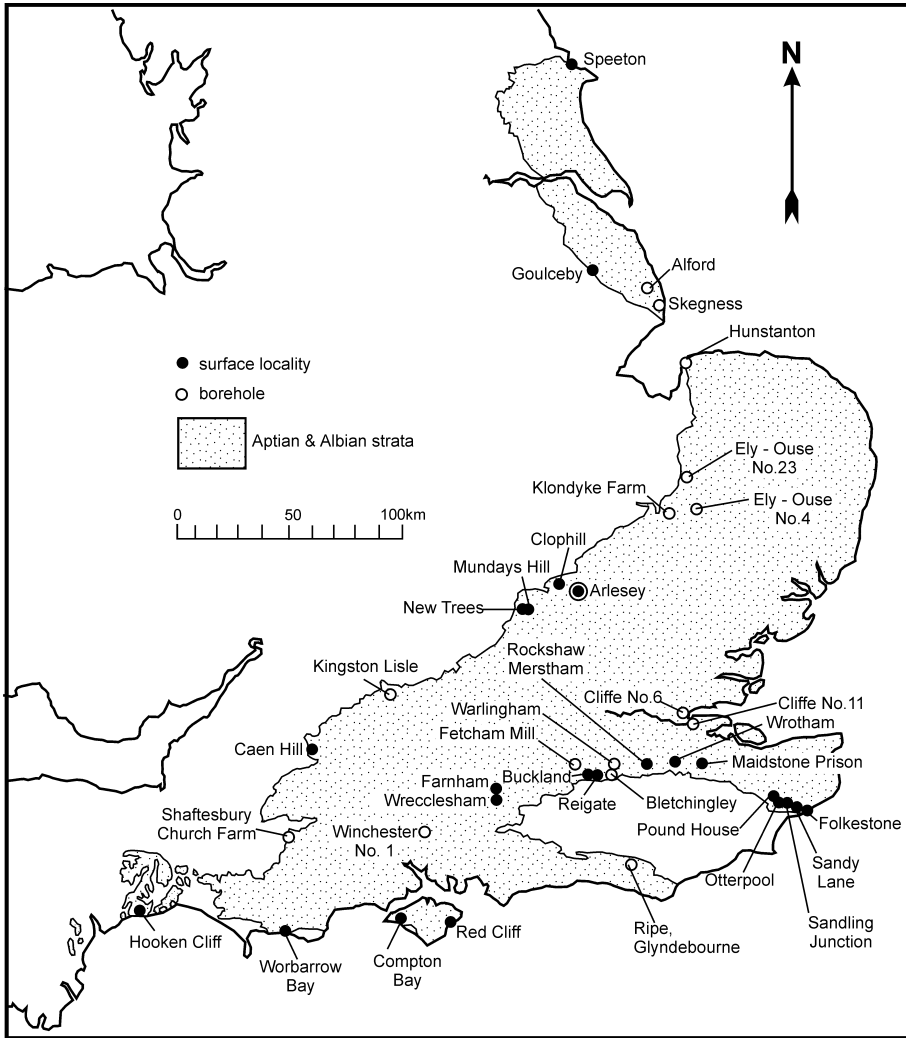 Speeton
N
Goulceby
Alford
Skegness
Hunstanton
surface locality
borehole
Aptian & Albian strata
Ely - Ouse
No.23
Klondyke Farm
Ely - Ouse
No.4
0 50 100km
Clophill
Mundays Hill
Arlesey
New Trees
Rockshaw
Merstham
Kingston Lisle
Cliffe No.6
Cliffe No.11
Warlingham
Wrotham
Fetcham Mill
Caen Hill
Maidstone Prison
Farnham
Buckland
Wrecclesham
Reigate
Bletchingley
Shaftesbury
Church Farm
Winchester
No. 1
Pound House
Folkestone
Otterpool
Sandy
Lane
Hooken Cliff
Red Cliff
Ripe,
Glyndebourne
Sandling
Junction
Worbarrow
Bay
Compton
Bay